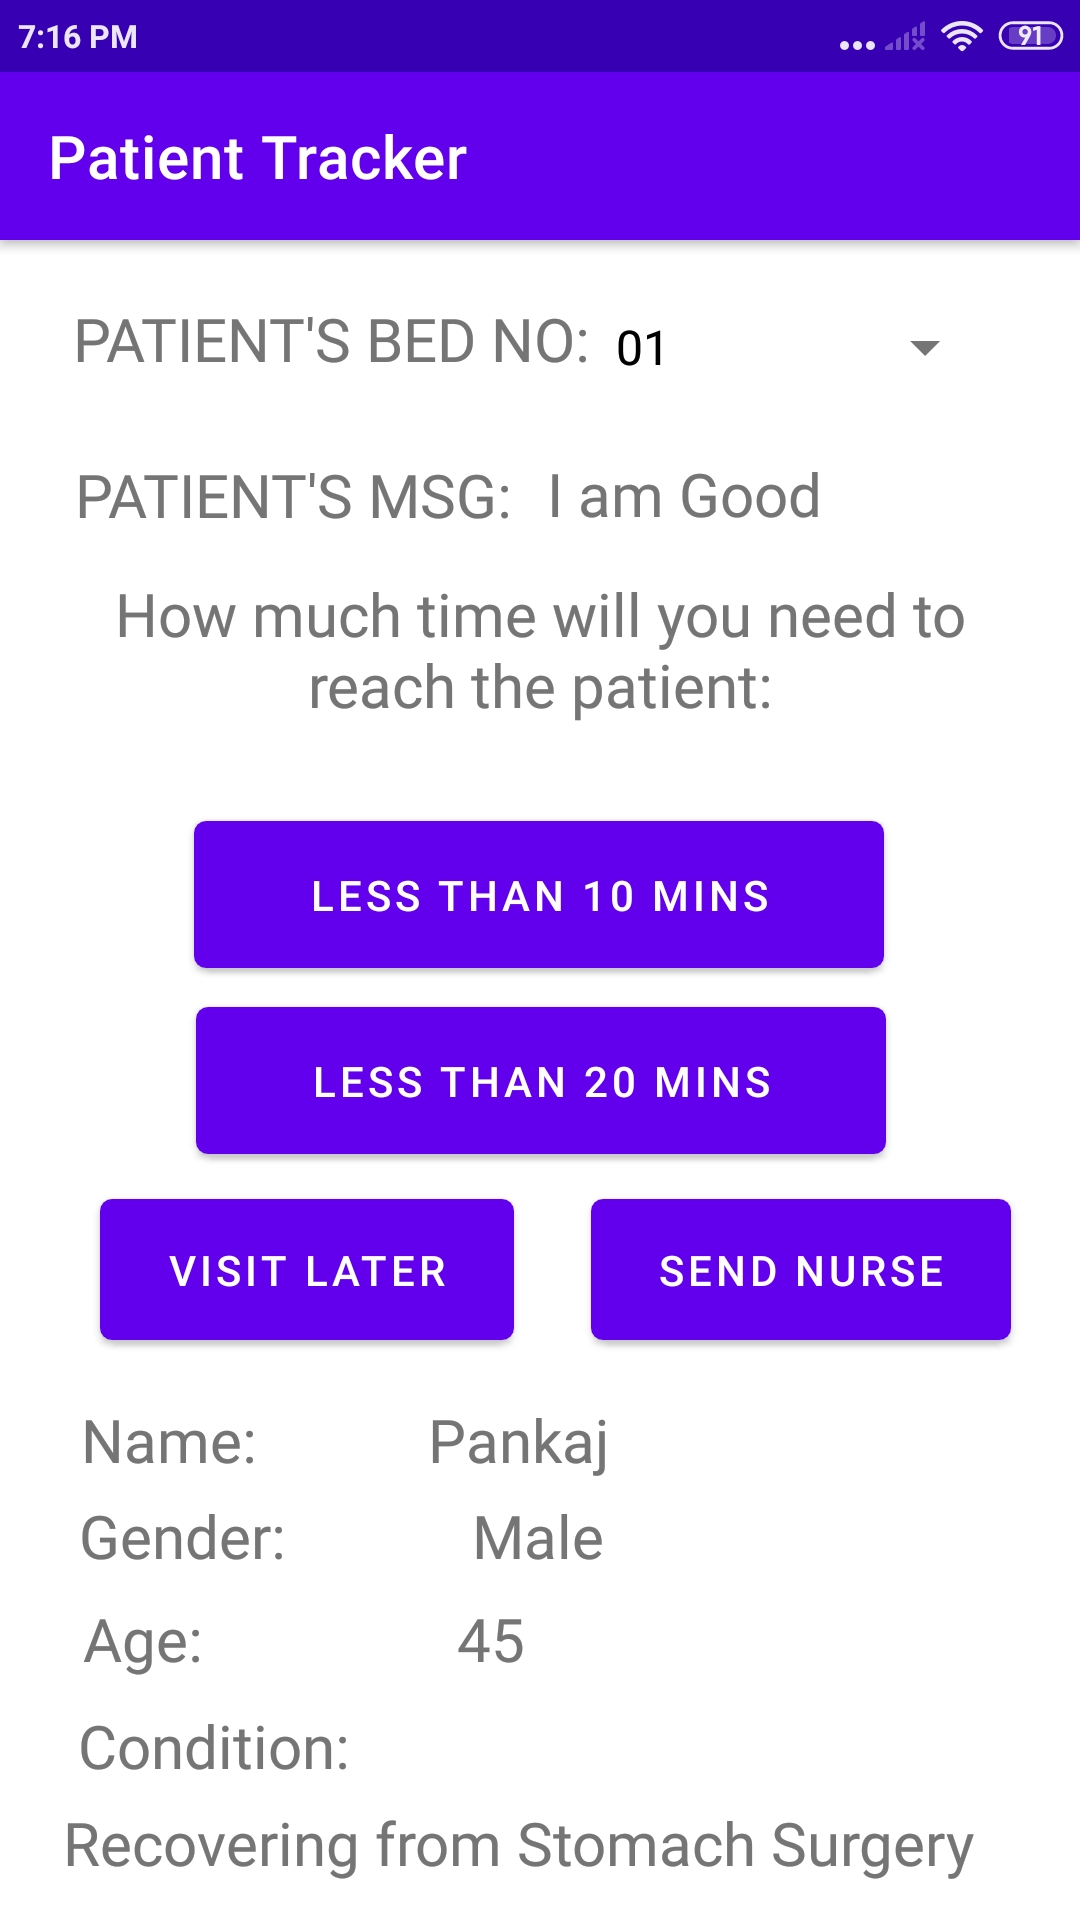 7:16 PM
91
Patient Tracker
PATIENT'S BED NO: 01
PATIENT'S MSG: I am Good
How much time will you need to
reach the patient:
LESS THAN 10 MINS
LESS THAN 20 MINS
VISIT LATER SEND NURSE
Name: Pankaj
Gender: Male
Age: 45
Condition:
Recovering from Stomach Surgery